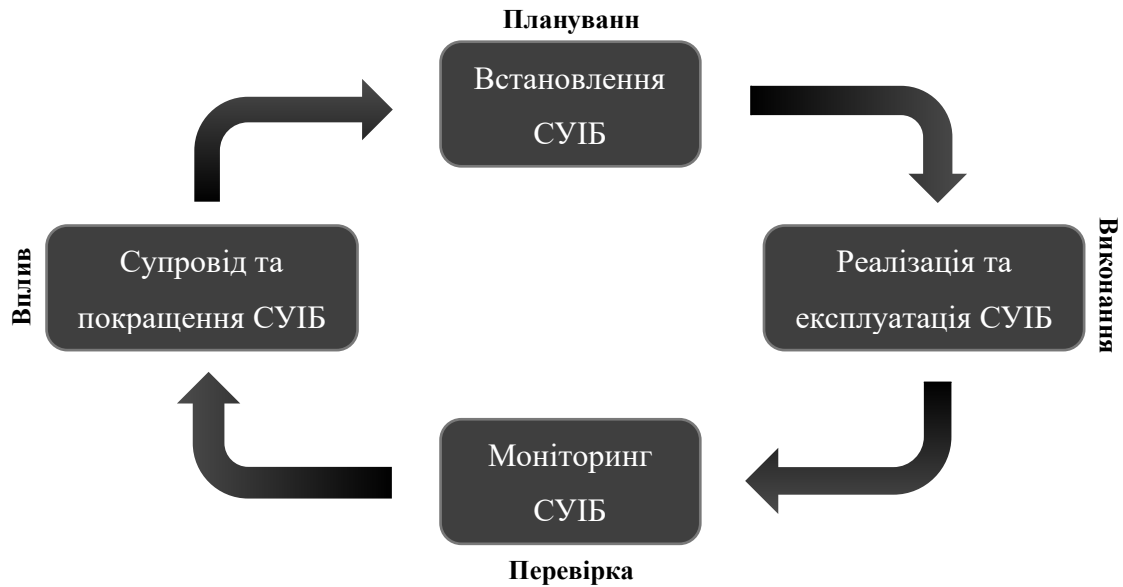 Плануванн
Встановлення
СУІБ
Вплив
Супровід та
покращення СУІБ
Реалізація та
експлуатація СУІБ
Виконання
Моніторинг
СУІБ
Перевірка